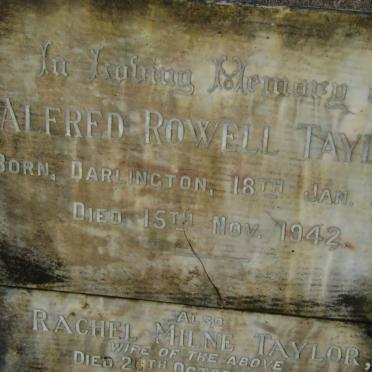 In Loving Memory
ALFRED ROWELL TAYL
BORN, DARLINGTON, 18TH JAN.
DIED, 15TH NOV. 1942.
ALSO
RACHEL MILNE TAYLOR,
WIFE OF THE ABOVE
DIED